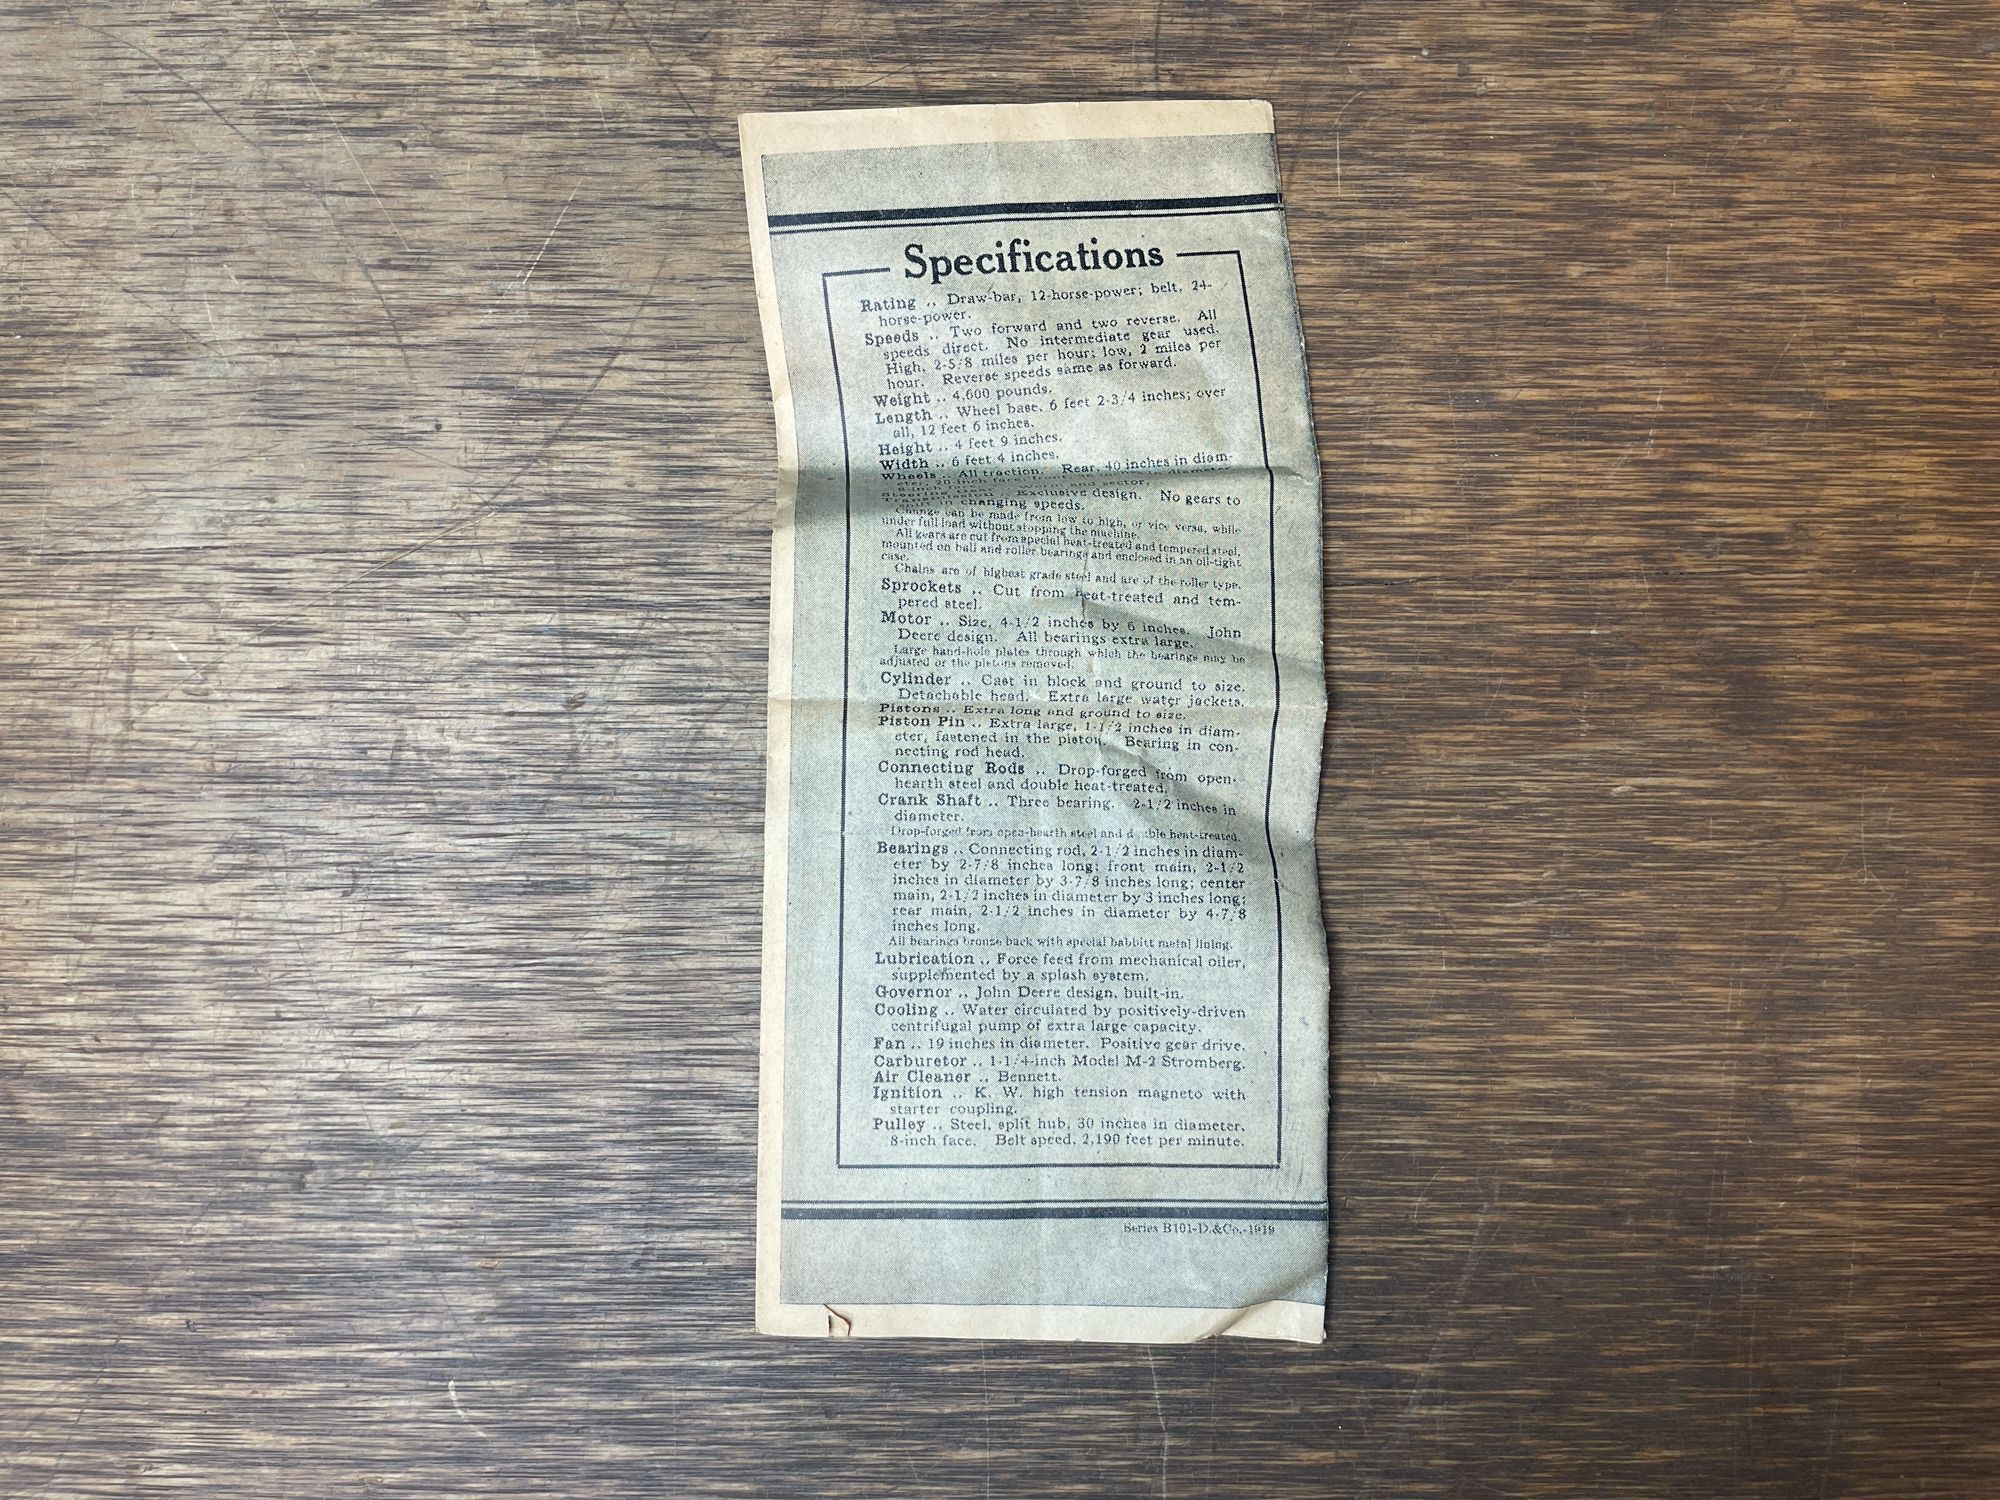 Specifications
Rating .. Draw-bar, 12-horse-power; belt, 24-
horse-power.
Speeds .. Two forward and two reverse. All
speeds direct. No intermediate gear used.
High, 2-5/8 miles per hour; low, 2 miles per
hour. Reverse speeds same as forward.
Weight .. 4,600 pounds.
Length .. Wheel base, 6 feet 2-3/4 inches; over
all, 12 feet 6 inches.
Height .. 4 feet 9 inches.
Width .. 6 feet 4 inches.
Wheels .. All traction. Rear, 40 inches in diam-
eter, 20 inch face; front,
8-inch and sector.
Exclusive design. No gears to
changing speeds.
Change can be made from low to high, or vice versa, while
under full load without stopping the machine.
All gears are cut from special heat-treated and tempered steel,
mounted on ball and roller bearings and enclosed in an oil-tight
case.
Chains are of highest grade steel and are of the roller type.
Sprockets .. Cut from heat-treated and tem-
pered steel.
Motor .. Size, 4-1/2 inches by 6 inches. John
Deere design. All bearings extra large.
Large hand-hole plates through which the bearings may be
adjusted or the pistons removed.
Cylinder .. Cast in block and ground to size.
Detachable head. Extra large water jackets.
Pistons .. Extra long and ground to size.
Piston Pin .. Extra large, 1-1/2 inches in diam-
eter, fastened in the piston. Bearing in con-
necting rod head.
Connecting Rods .. Drop-forged from open-
hearth steel and double heat-treated.
Crank Shaft .. Three bearing. 2-1/2 inches in
diameter.
Drop-forged from open-hearth steel and double heat-treated.
Bearings .. Connecting rod, 2-1/2 inches in diam-
eter by 2-7/8 inches long; front main, 2-1/2
inches in diameter by 3-7/8 inches long; center
main, 2-1/2 inches in diameter by 3 inches long;
rear main, 2-1/2 inches in diameter by 4-7/8
inches long.
All bearings bronze back with special babbitt metal lining.
Lubrication .. Force feed from mechanical oiler,
supplemented by a splash system.
Governor .. John Deere design, built-in.
Cooling .. Water circulated by positively-driven
centrifugal pump of extra large capacity.
Fan .. 19 inches in diameter. Positive gear drive.
Carburetor .. 1-1/4-inch Model M-2 Stromberg.
Air Cleaner .. Bennett.
Ignition .. K. W. high tension magneto with
starter coupling.
Pulley .. Steel, split hub, 30 inches in diameter,
8-inch face. Belt speed, 2,190 feet per minute.
Series B101-D.&Co.-1919